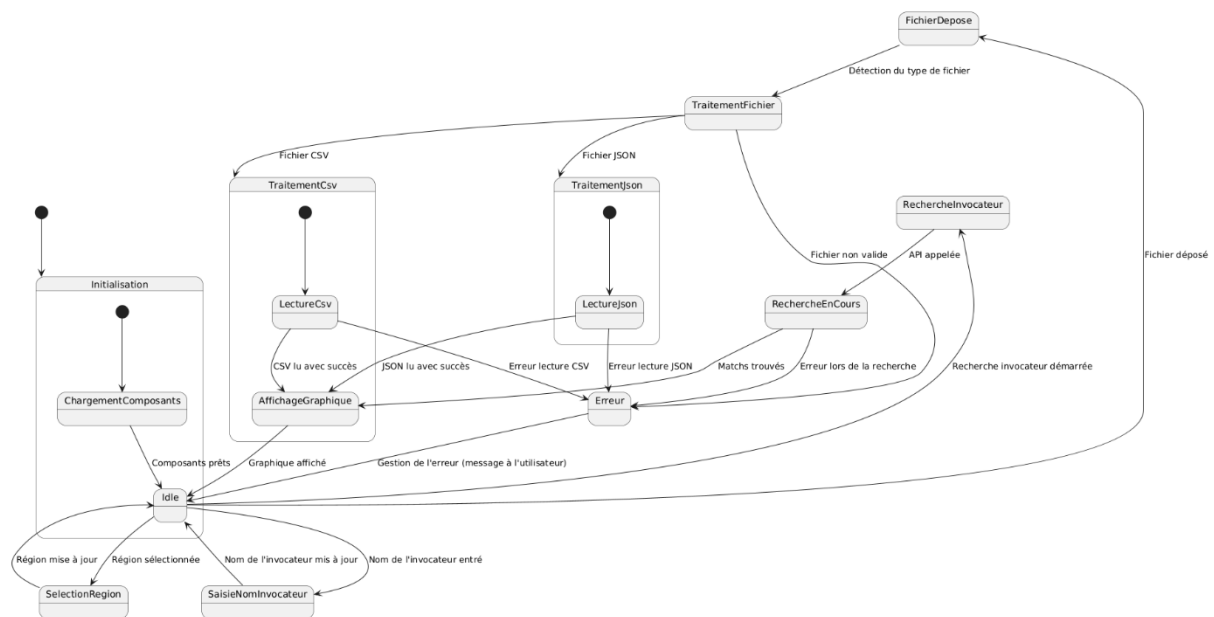 FichierDepose
Détection du type de fichier
TraitementFichier
Fichier CSV
Fichier JSON
TraitementCsv
TraitementJson
RechercheInvocateur
Fichier non valide
API appelée
Fichier déposé
Initialisation
LectureCsv
LectureJson
RechercheEnCours
CSV lu avec succès
JSON lu avec succès
Erreur lecture CSV
Erreur lecture JSON
Matchs trouvés
Erreur lors de la recherche
Recherche invocateur démarrée
ChargementComposants
AffichageGraphique
Erreur
Composants prêts
Graphique affiché
Gestion de l'erreur (message à l'utilisateur)
Idle
Région mise à jour
Région sélectionnée
Nom de l'invocateur mis à jour
Nom de l'invocateur entré
SelectionRegion
SaisieNomInvocateur